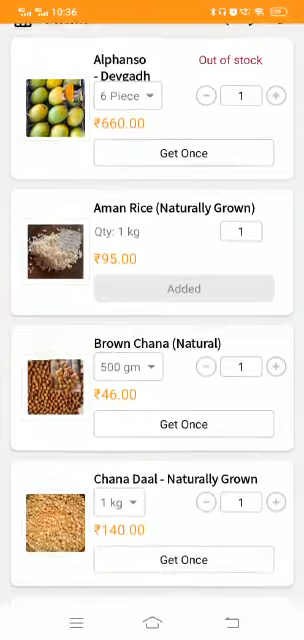 10:36
Alphanso
- Devgadh
Out of stock
6 Piece
1
₹660.00
Get Once
Aman Rice (Naturally Grown)
Qty: 1 kg
1
₹95.00
Added
Brown Chana (Natural)
500 gm
1
₹46.00
Get Once
Chana Daal - Naturally Grown
1 kg
1
₹140.00
Get Once